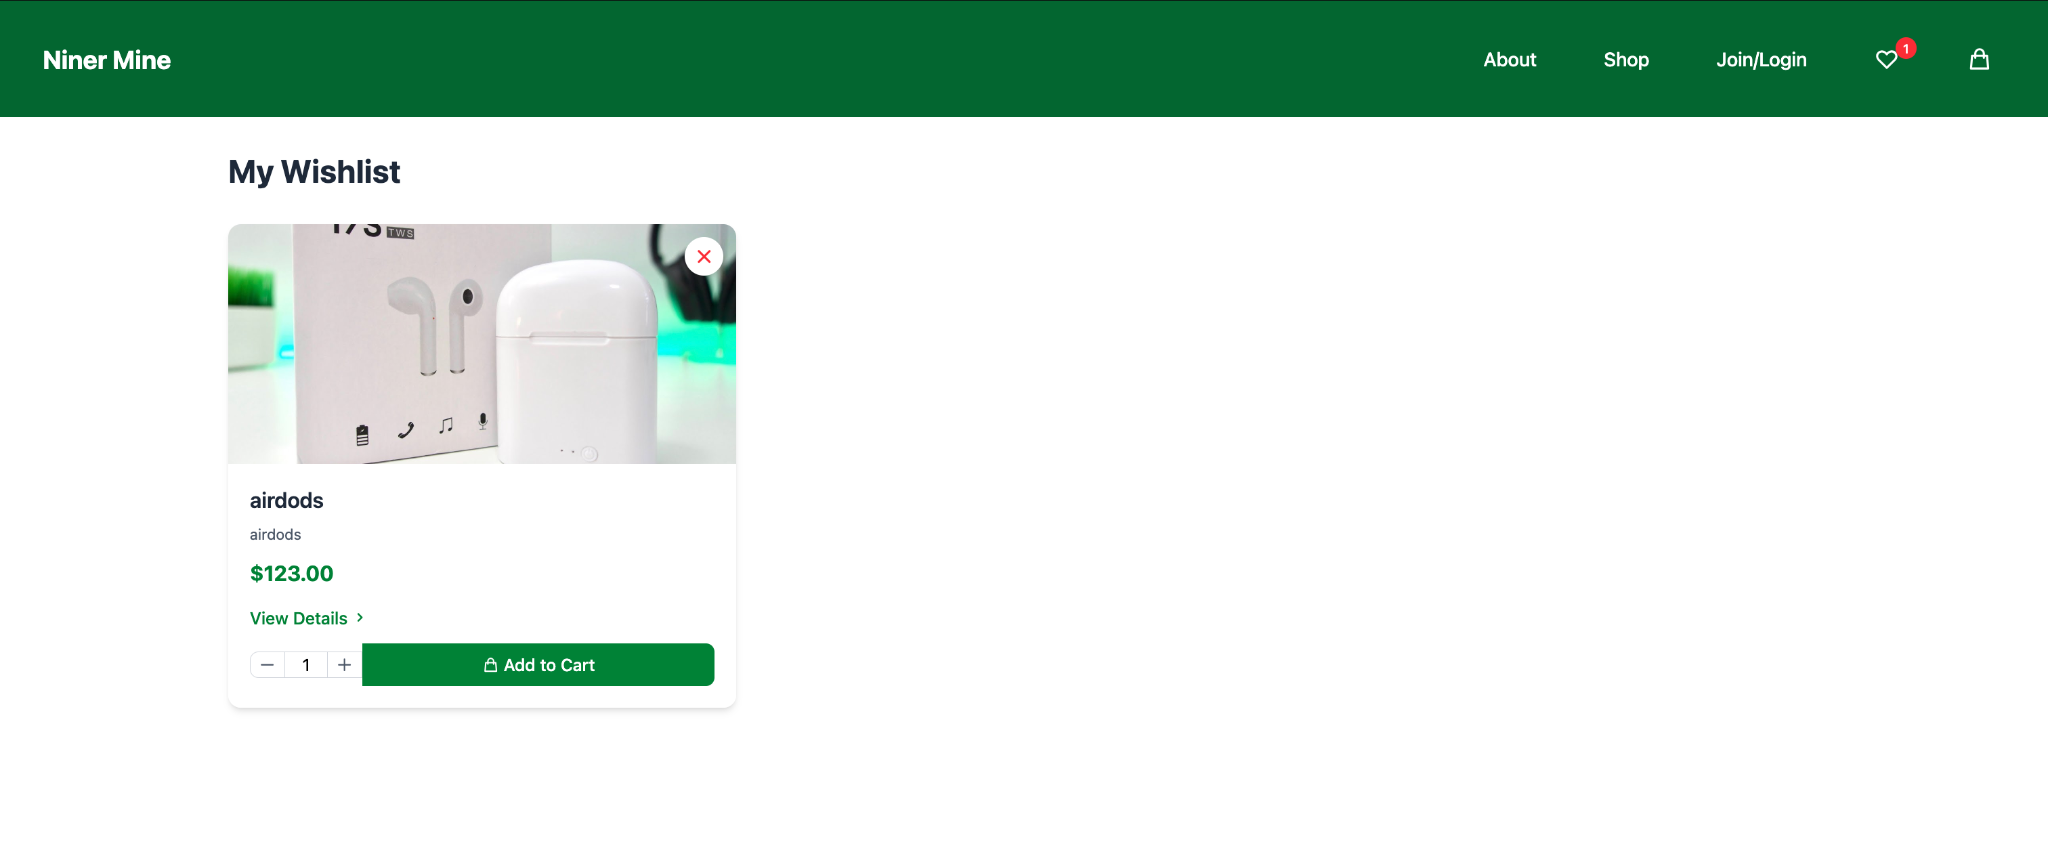 Niner Mine
About
Shop
Join/Login
1
My Wishlist
TWS
airdods
airdods
$123.00
View Details
1
Add to Cart